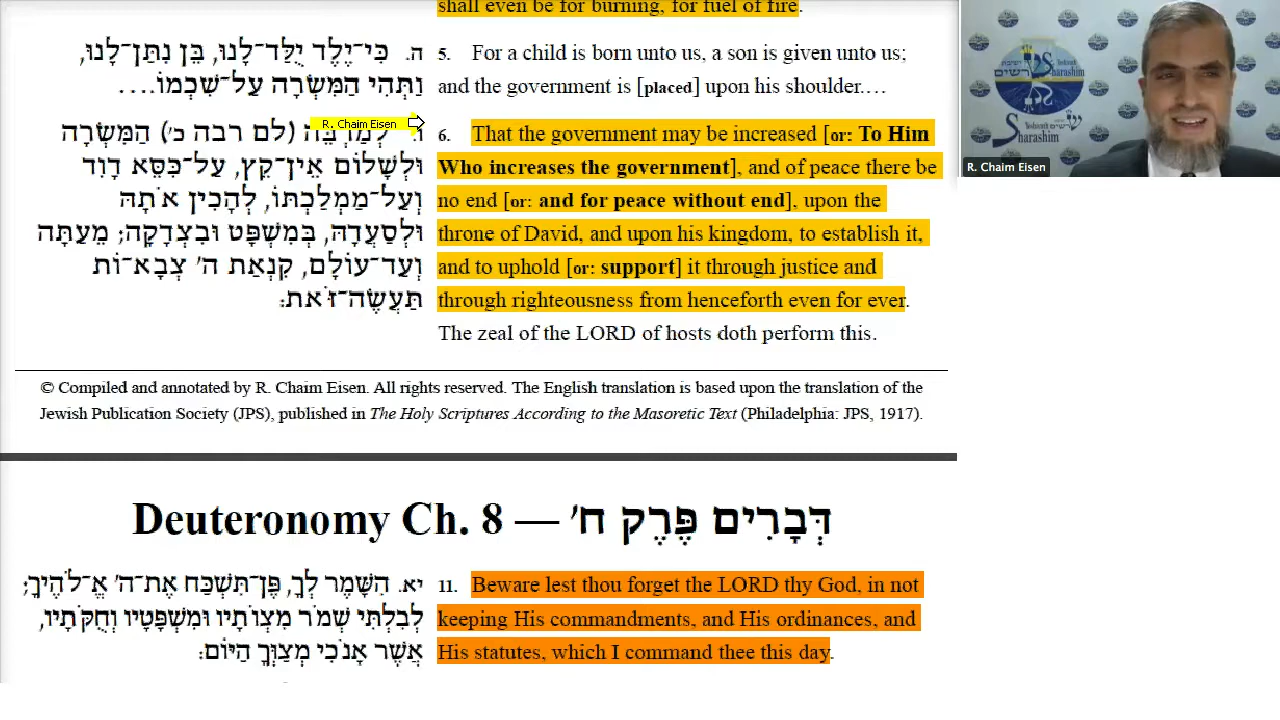 shall even be for burning, for fuel of fire.
ה. כִּי־יֶלֶד יֻלַּד־לָנוּ, בֵּן נִתַּן־לָנוּ,
וַתְּהִי הַמִּשְׂרָה עַל־שִׁכְמוֹ....
5. For a child is born unto us, a son is given unto us;
and the government is [placed] upon his shoulder....
(לם רבה כ׳) הַמִּשְׂרָה
וּלְשָׁלוֹם אֵין־קֵץ, עַל־כִּסֵּא דָוִד
וְעַל־מַמְלַכְתּוֹ, לְהָכִין אֹתָהּ
וּלְסַעֲדָהּ, בְּמִשְׁפָּט וּבִצְדָקָה; מֵעַתָּה
וְעַד־עוֹלָם, קִנְאַת ה׳ צְבָא־וֹת
תַּעֲשֶׂה־זֹּאת:
R. Chaim Eisen
6. That the government may be increased [or: To Him
Who increases the government], and of peace there be
no end [or: and for peace without end], upon the
throne of David, and upon his kingdom, to establish it,
and to uphold [or: support] it through justice and
through righteousness from henceforth even for ever.
The zeal of the LORD of hosts doth perform this.
© Compiled and annotated by R. Chaim Eisen. All rights reserved. The English translation is based upon the translation of the
Jewish Publication Society (JPS), published in The Holy Scriptures According to the Masoretic Text (Philadelphia: JPS, 1917).
Deuteronomy Ch. 8 — דְּבָרִים פֶּרֶק ח׳
יא. הִשָּׁמֶר לְךָ, פֶּן־תִּשְׁכַּח אֶת־ה׳ אֱ־לֹהֶיךָ;
לְבִלְתִּי שְׁמֹר מִצְוֹתָיו וּמִשְׁפָּטָיו וְחֻקֹּתָיו,
אֲשֶׁר אָנֹכִי מְצַוְּךָ הַיּוֹם:
11. Beware lest thou forget the LORD thy God, in not
keeping His commandments, and His ordinances, and
His statutes, which I command thee this day.
R. Chaim Eisen